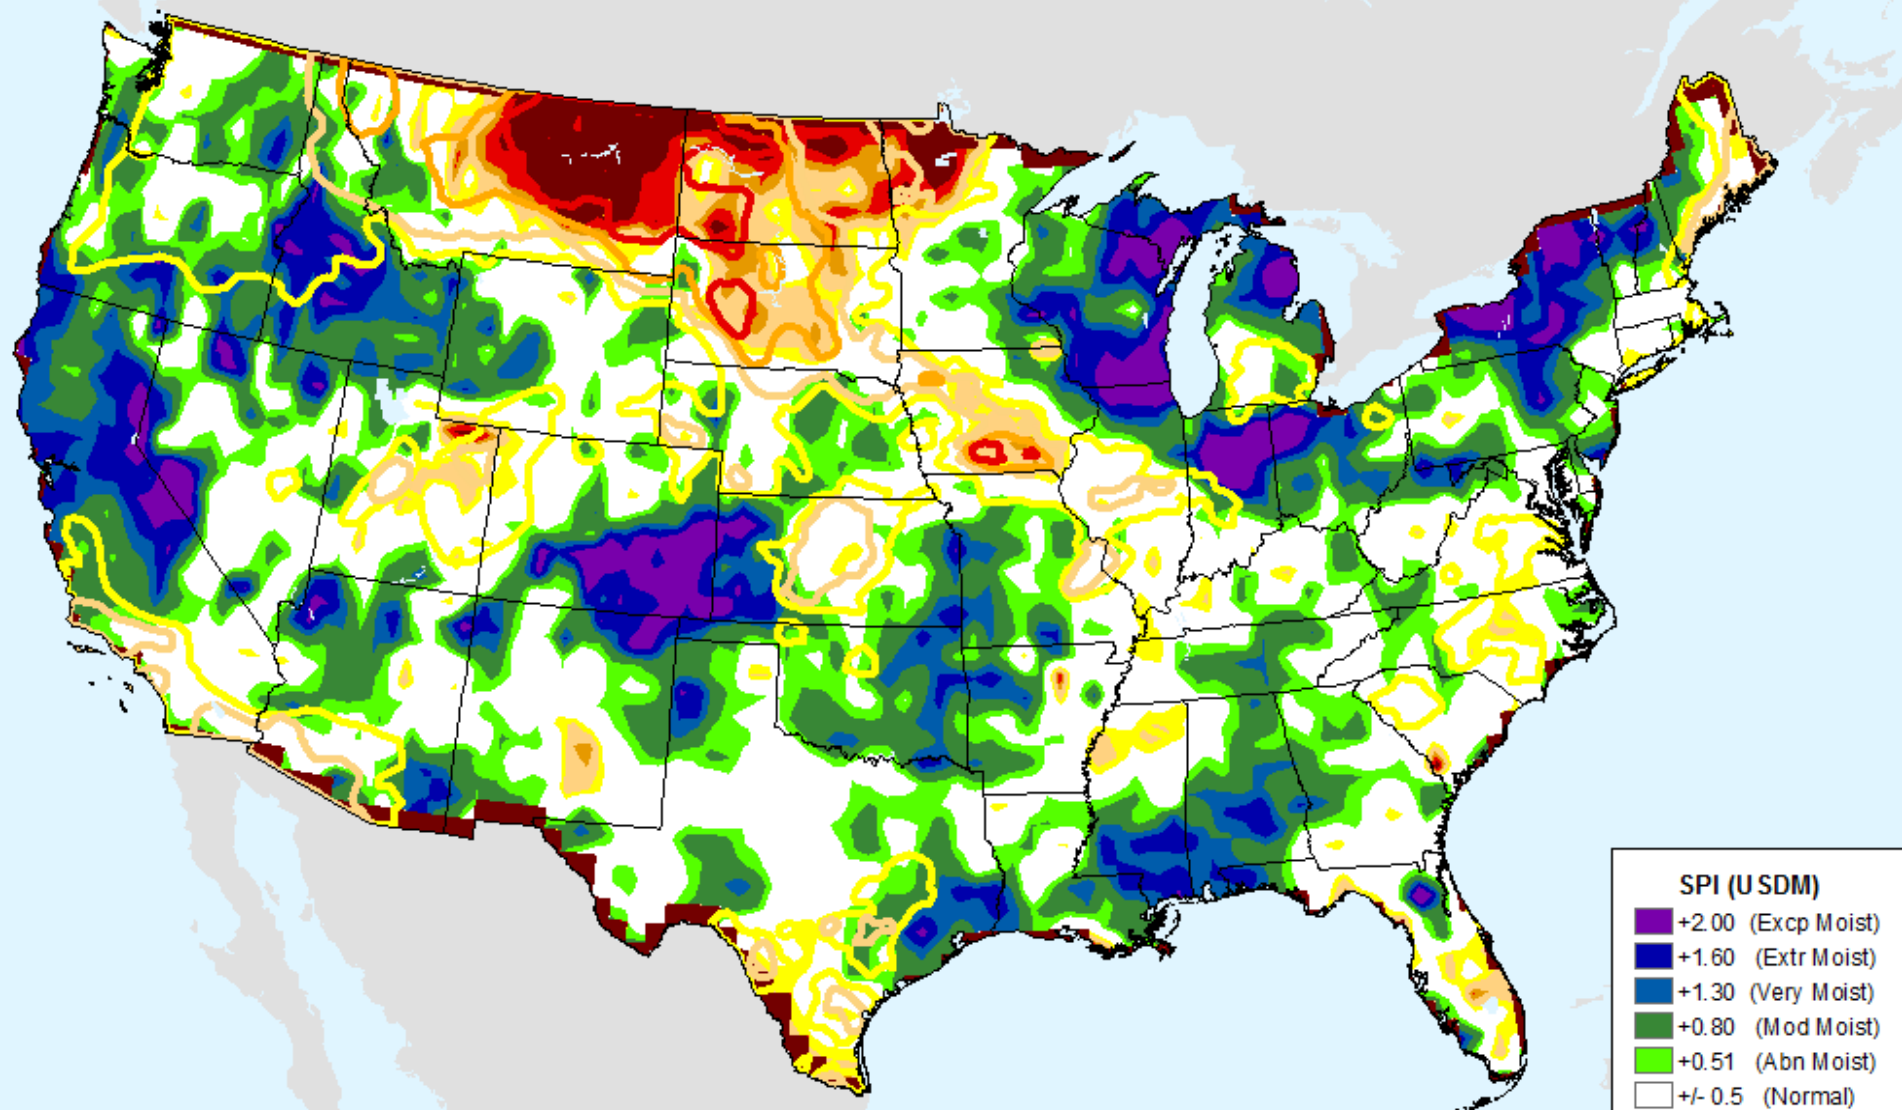 SPI (USDM)
+2.00 (Excp Moist)
+1.60 (Extr Moist)
+1.30 (Very Moist)
+0.80 (Mod Moist)
+0.51 (Abn Moist)
+/- 0.5 (Normal)